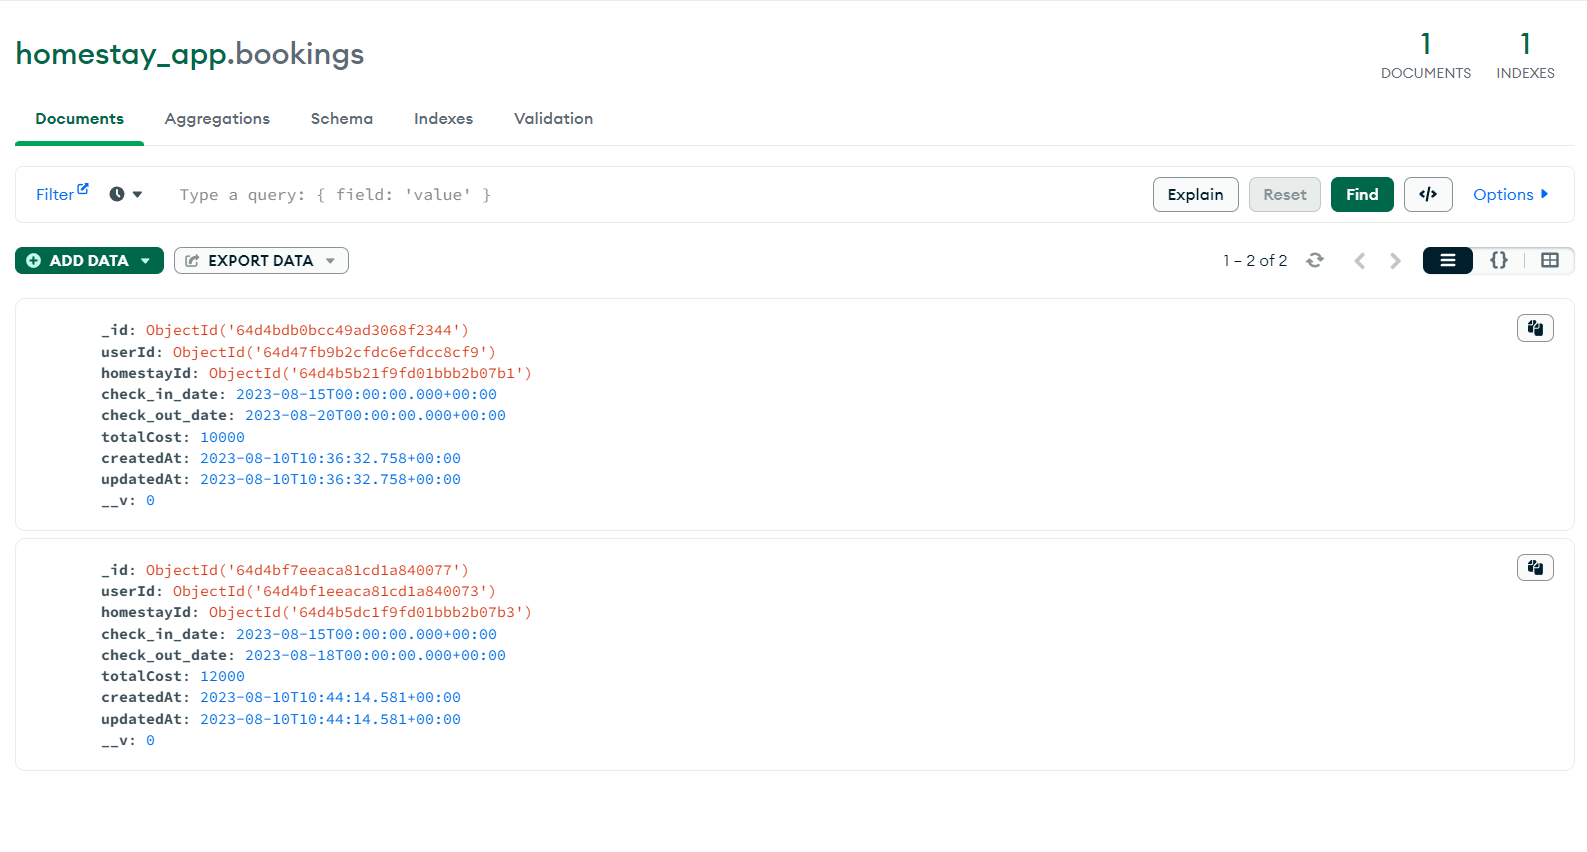 homestay_app.bookings
1
DOCUMENTS
1
INDEXES
Documents Aggregations Schema Indexes Validation
Filter Type a query: { field: 'value' } Explain Reset Find </> Options
ADD DATA EXPORT DATA 1 – 2 of 2 {}
_id: ObjectId('64d4bdb0bcc49ad3068f2344')
userId: ObjectId('64d47fb9b2cfdc6efdcc8cf9')
homestayId: ObjectId('64d4b5b21f9fd01bbb2b07b1')
check_in_date: 2023-08-15T00:00:00.000+00:00
check_out_date: 2023-08-20T00:00:00.000+00:00
totalCost: 10000
createdAt: 2023-08-10T10:36:32.758+00:00
updatedAt: 2023-08-10T10:36:32.758+00:00
__v: 0
_id: ObjectId('64d4bf7eeaca81cd1a840077')
userId: ObjectId('64d4bf1eeaca81cd1a840073')
homestayId: ObjectId('64d4b5dc1f9fd01bbb2b07b3')
check_in_date: 2023-08-15T00:00:00.000+00:00
check_out_date: 2023-08-18T00:00:00.000+00:00
totalCost: 12000
createdAt: 2023-08-10T10:44:14.581+00:00
updatedAt: 2023-08-10T10:44:14.581+00:00
__v: 0